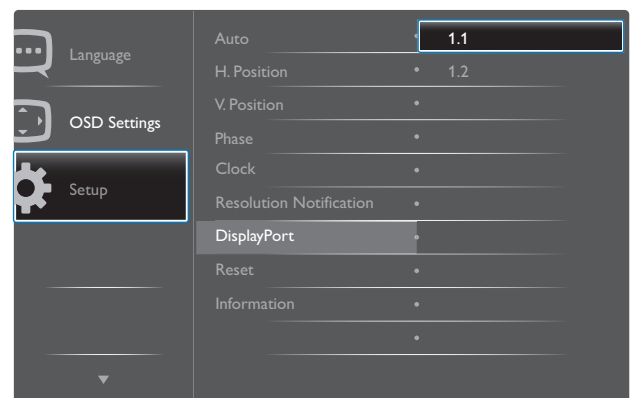 Language
OSD Settings
Setup
Auto
H. Position
V. Position
Phase
Clock
Resolution Notification
DisplayPort
Reset
Information
1.1
1.2